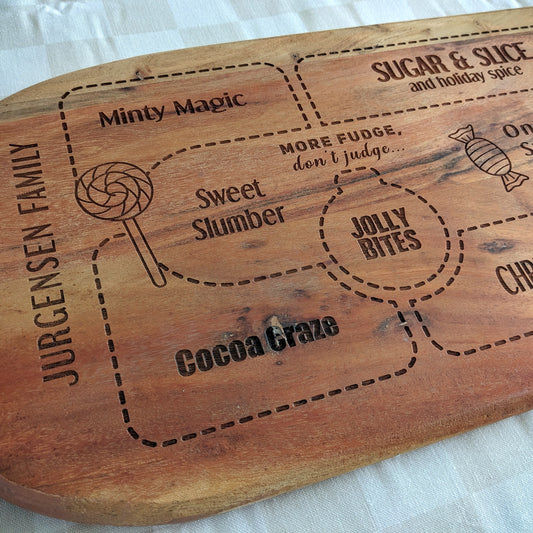 JURGENSEN FAMILY
Minty Magic
SUGAR & SLICE
and holiday spice
MORE FUDGE,
don't judge...
Sweet
Slumber
JOLLY
BITES
Cocoa Craze